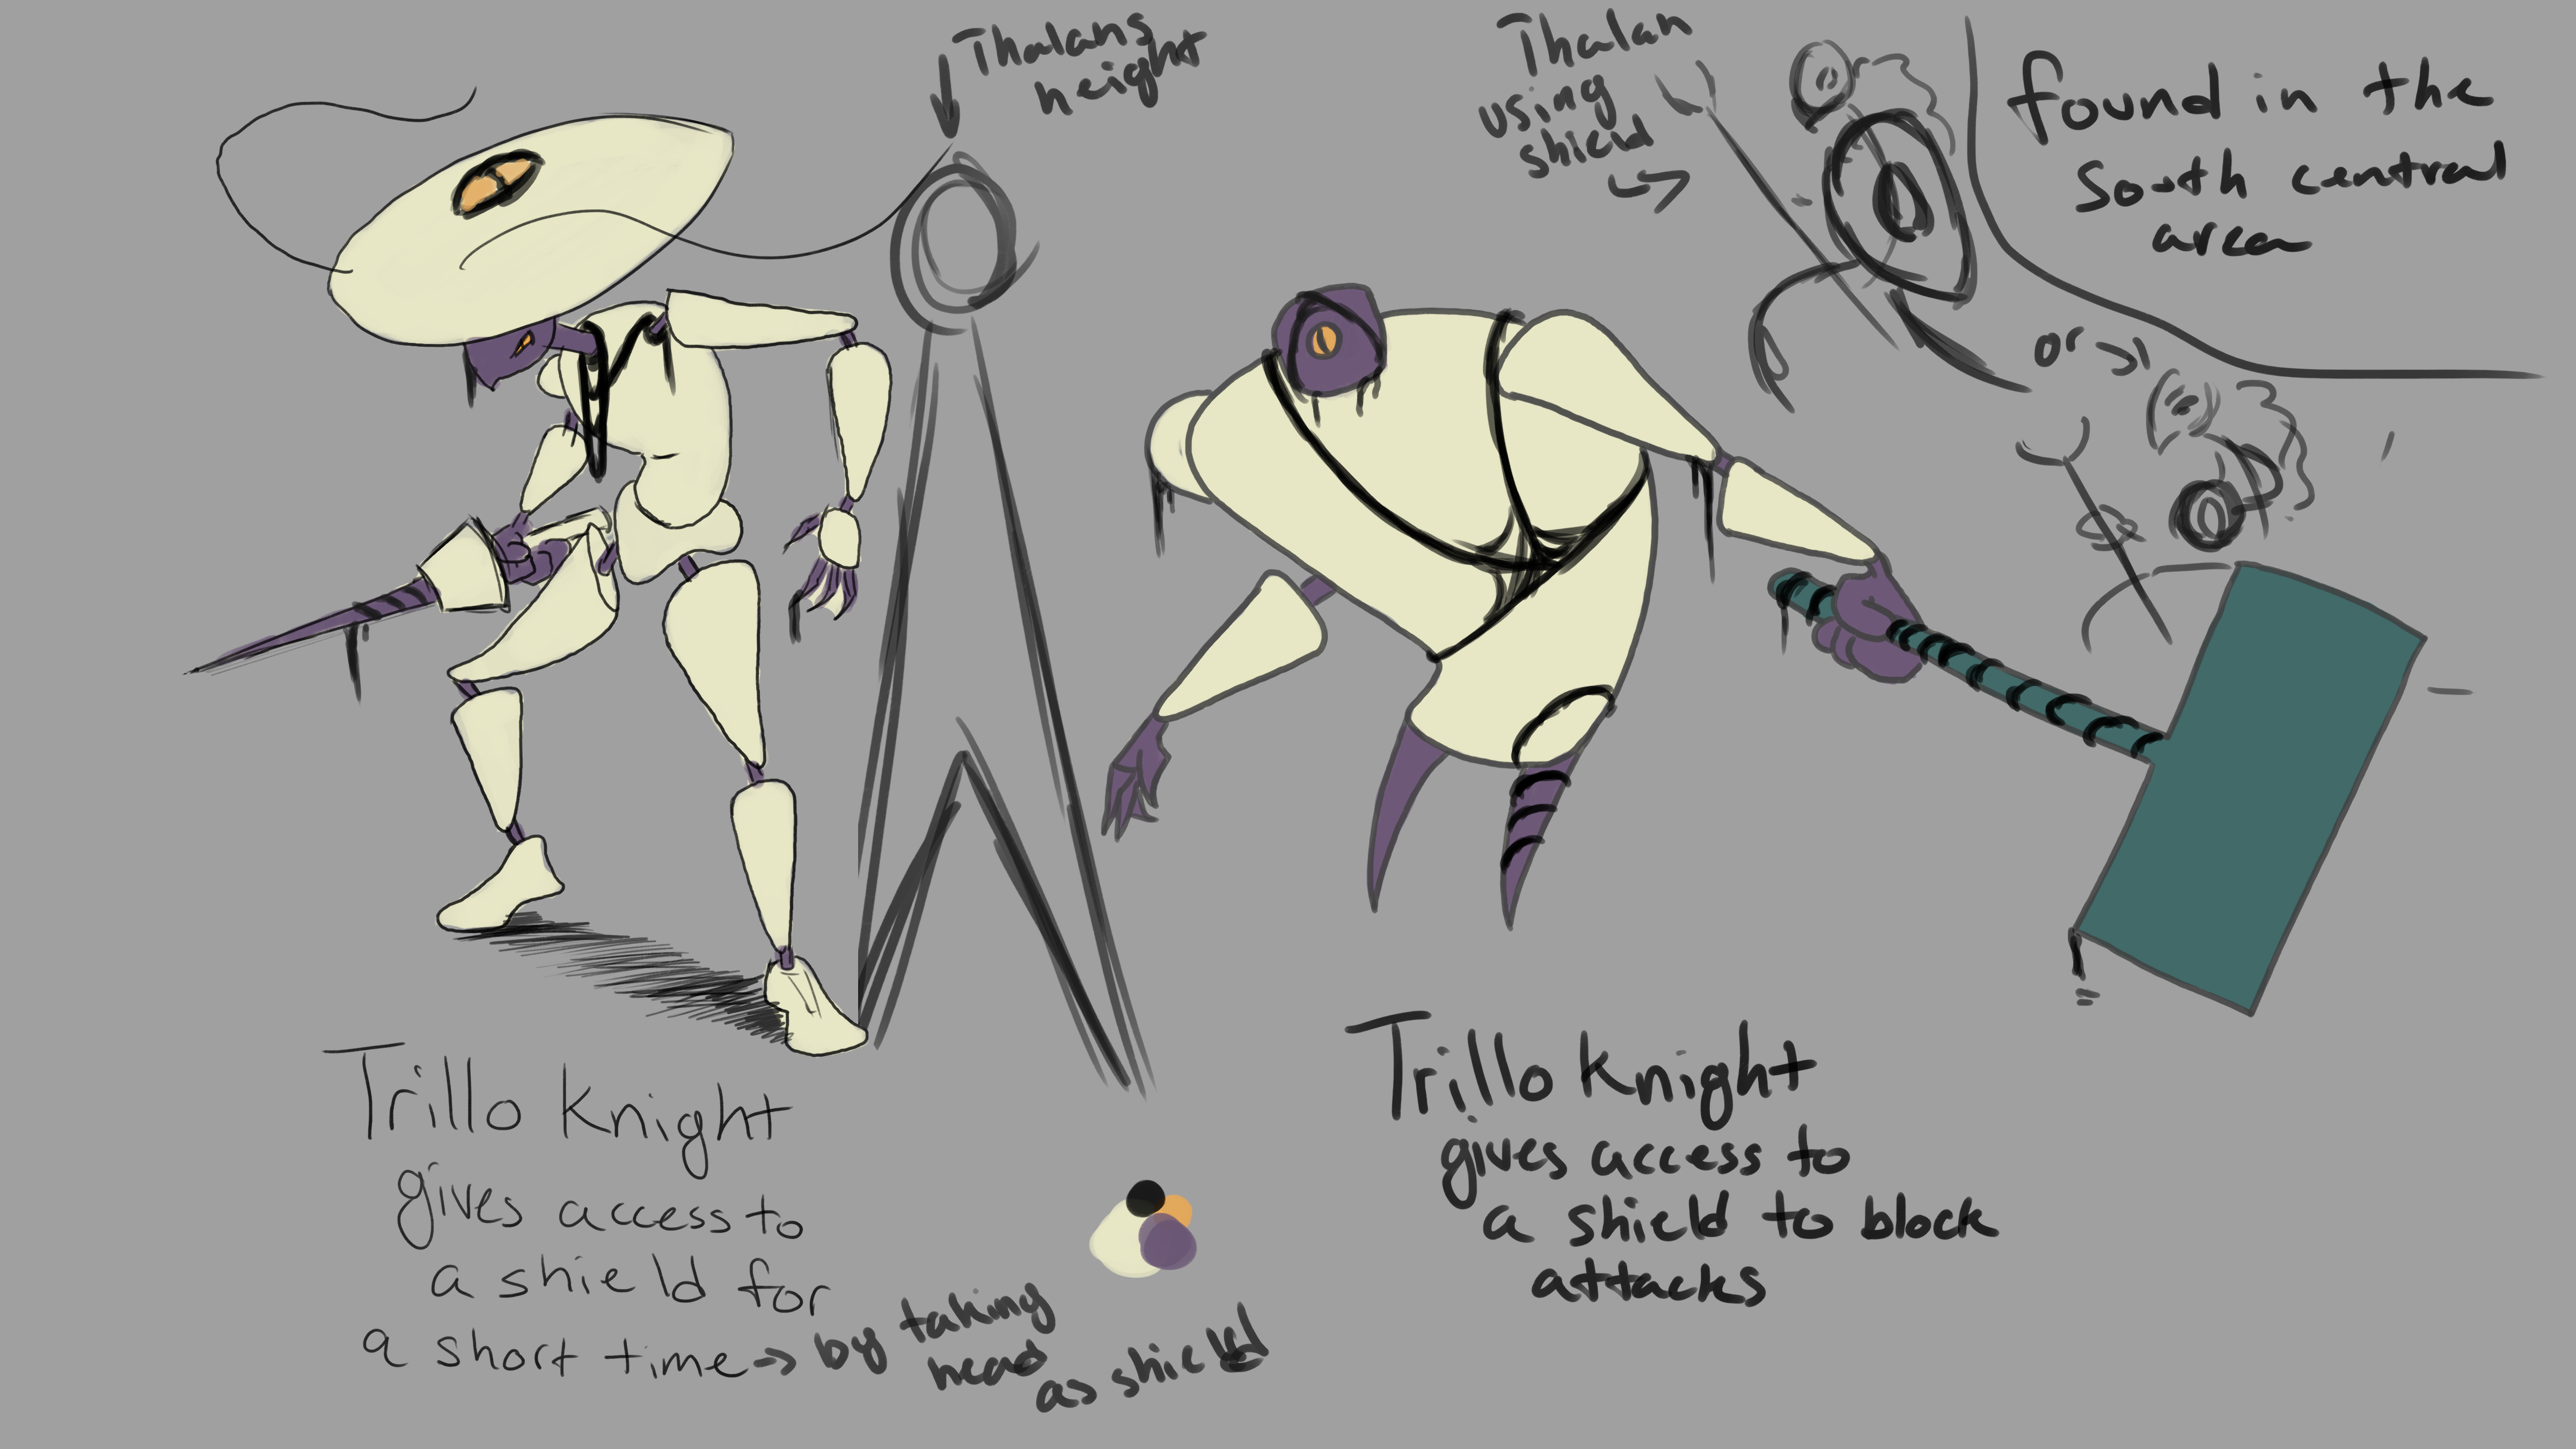 Thalans
height
Thalan
using
shield
found in the
South central
area
or
Trillo Knight
gives access to
a shield for
a short time → by taking
head
as shield
Trillo Knight
gives access to
a shield to block
attacks